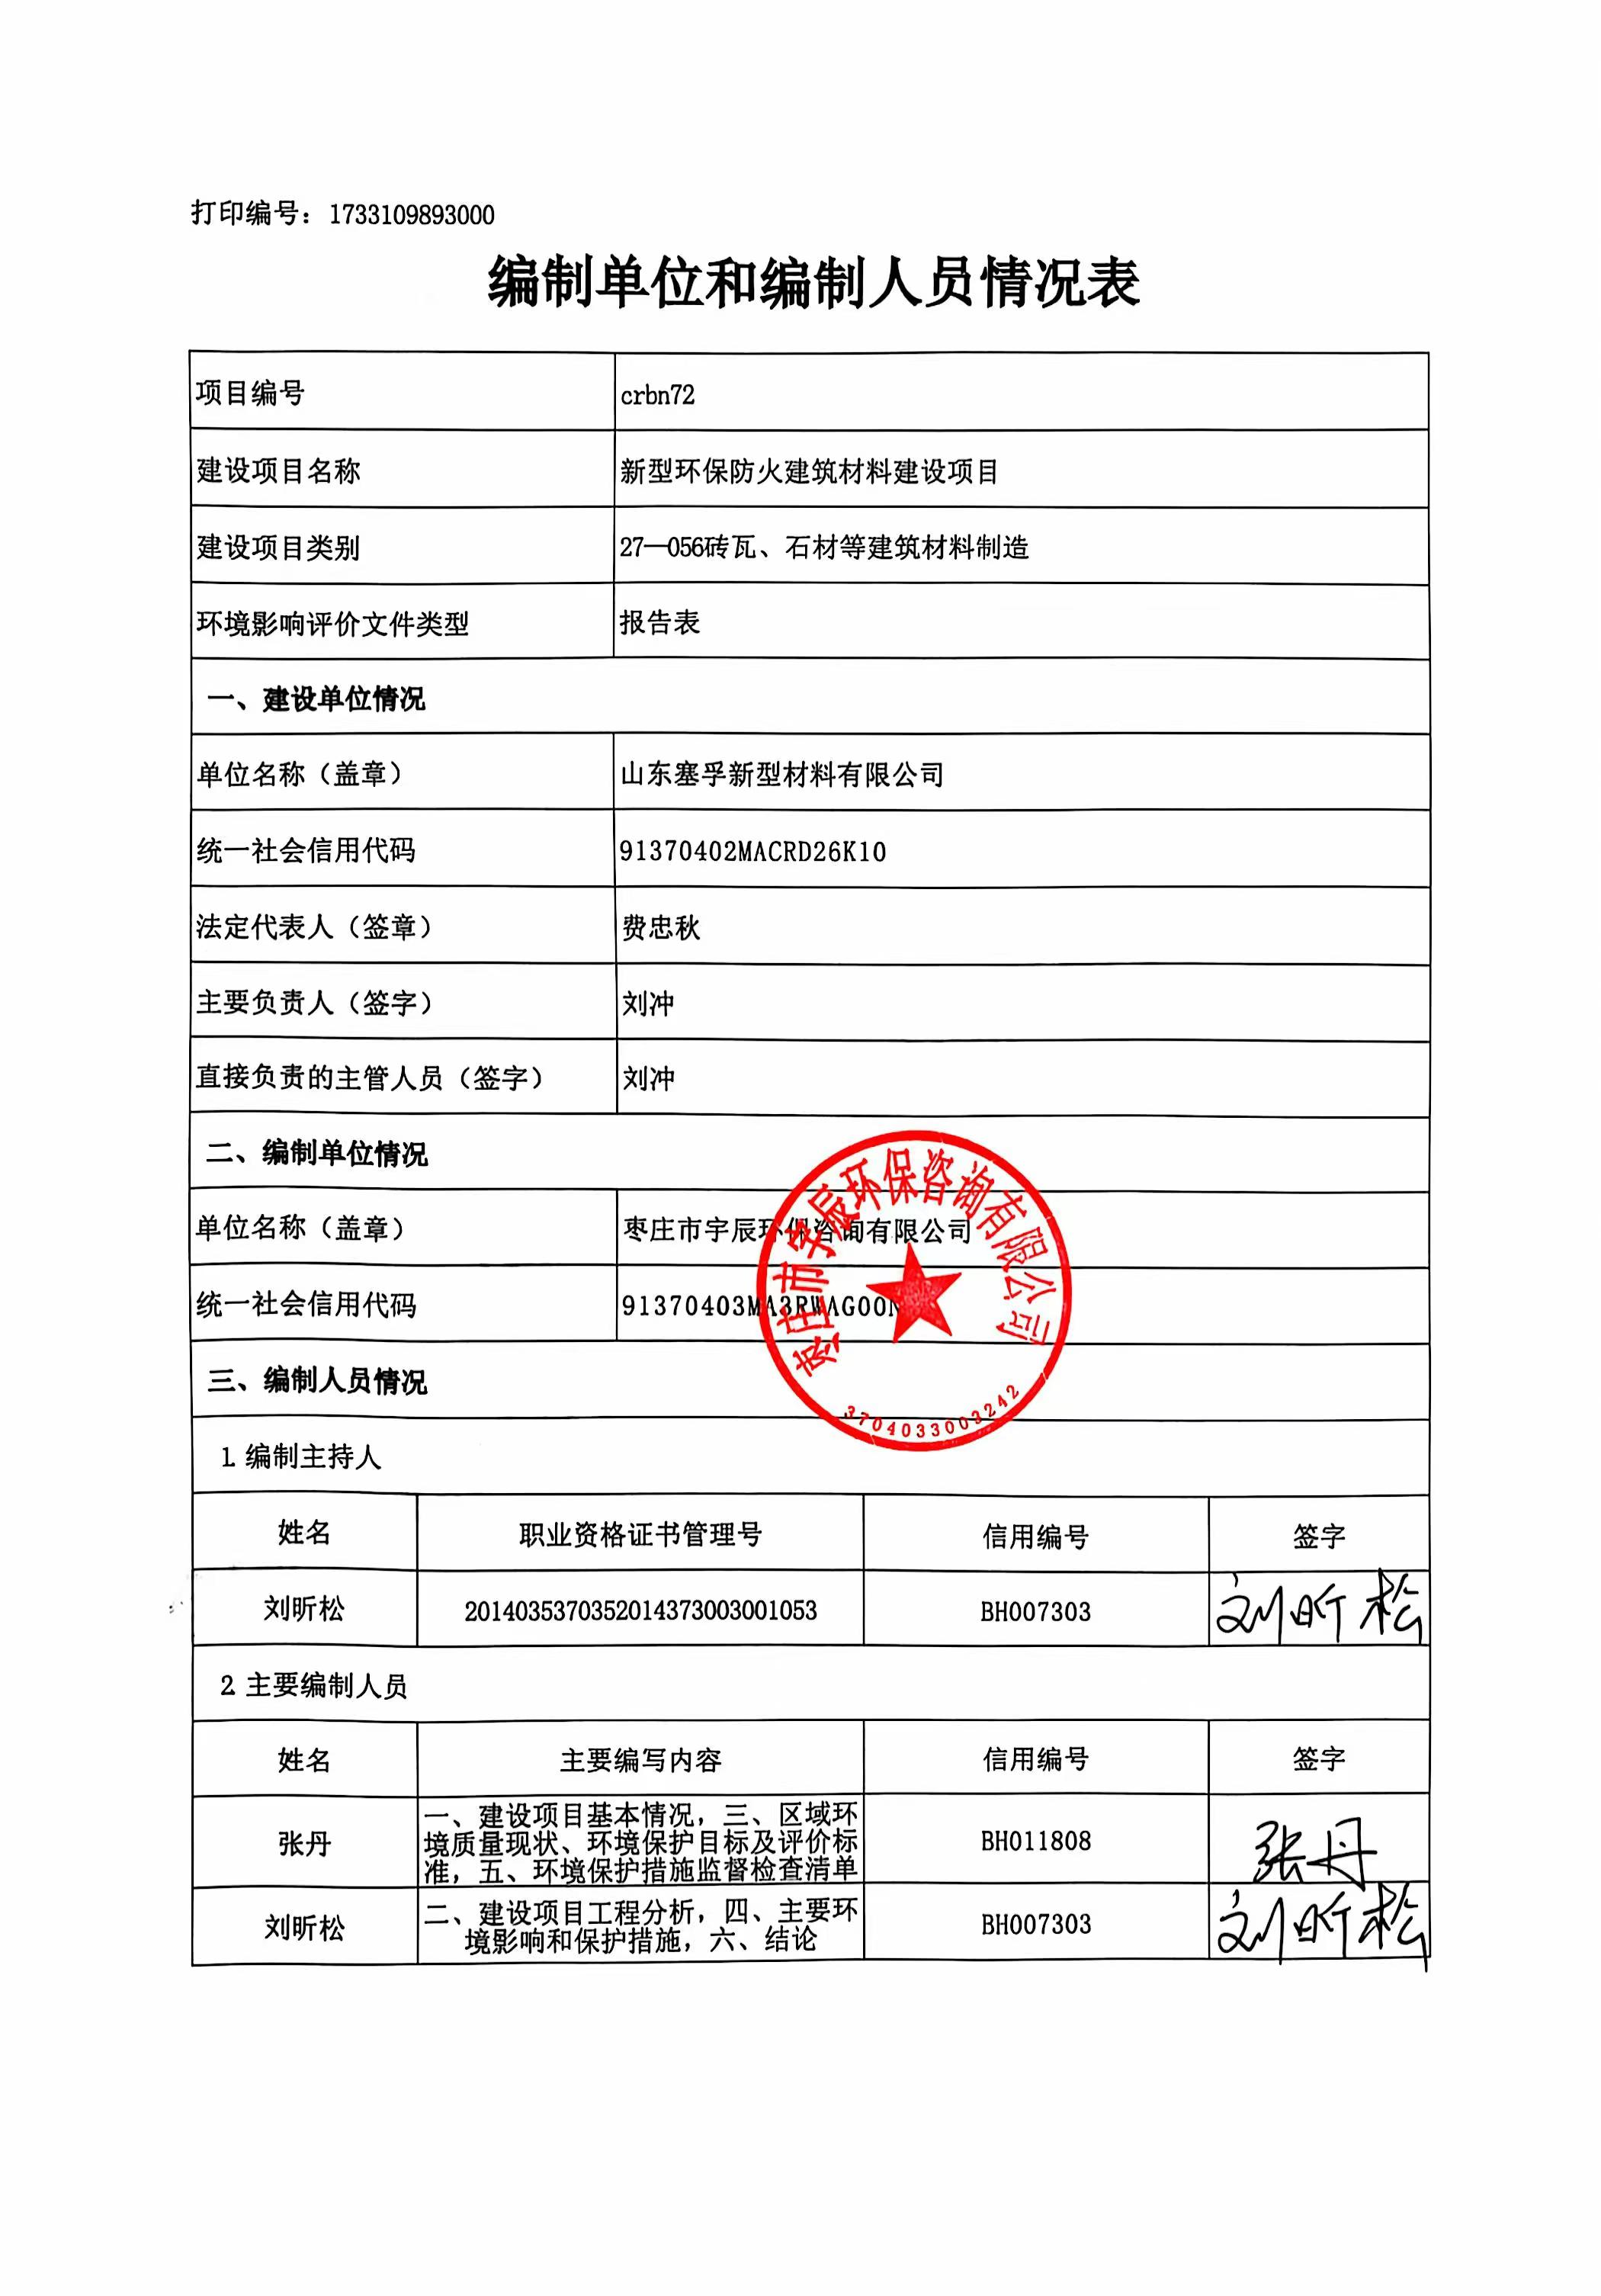 打印编号：1733109893000
编制单位和编制人员情况表
项目编号 crbn72
建设项目名称 新型环保防火建筑材料建设项目
建设项目类别 27—056砖瓦、石材等建筑材料制造
环境影响评价文件类型 报告表
一、建设单位情况
单位名称（盖章） 山东塞孚新型材料有限公司
统一社会信用代码 91370402MACRD26K10
法定代表人（签章） 费忠秋
主要负责人（签字） 刘冲
直接负责的主管人员（签字） 刘冲
二、编制单位情况
单位名称（盖章） 枣庄市宇辰环保咨询有限公司
统一社会信用代码 91370403MA3RWAG00N
枣庄市宇辰环保咨询有限公司
3704033003242
三、编制人员情况
1.编制主持人
姓名 职业资格证书管理号 信用编号 签字
刘昕松 2014035370352014373003001053 BH007303 刘昕松
2.主要编制人员
姓名 主要编写内容 信用编号 签字
一、建设项目基本情况，三、区域环
张丹 境质量现状、环境保护目标及评价标 BH011808 张丹
准，五、环境保护措施监督检查清单
刘昕松 二、建设项目工程分析，四、主要环 BH007303 刘昕松
境影响和保护措施，六、结论